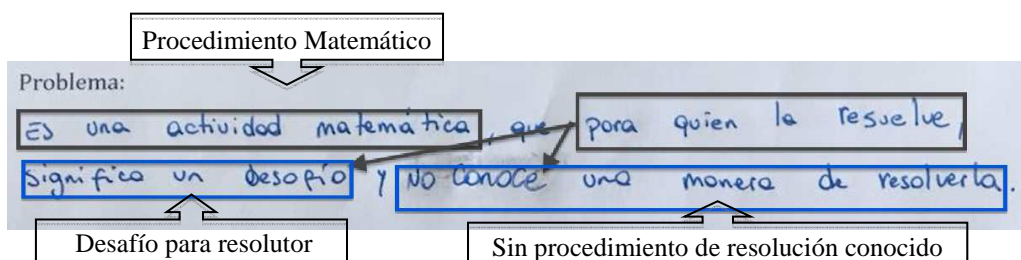 Procedimiento Matemático
Problema:
Es una actividad matemática, que para quien la resuelve,
significa un desafío y no conoce una manera de resolverla.
Desafío para resolutor
Sin procedimiento de resolución conocido